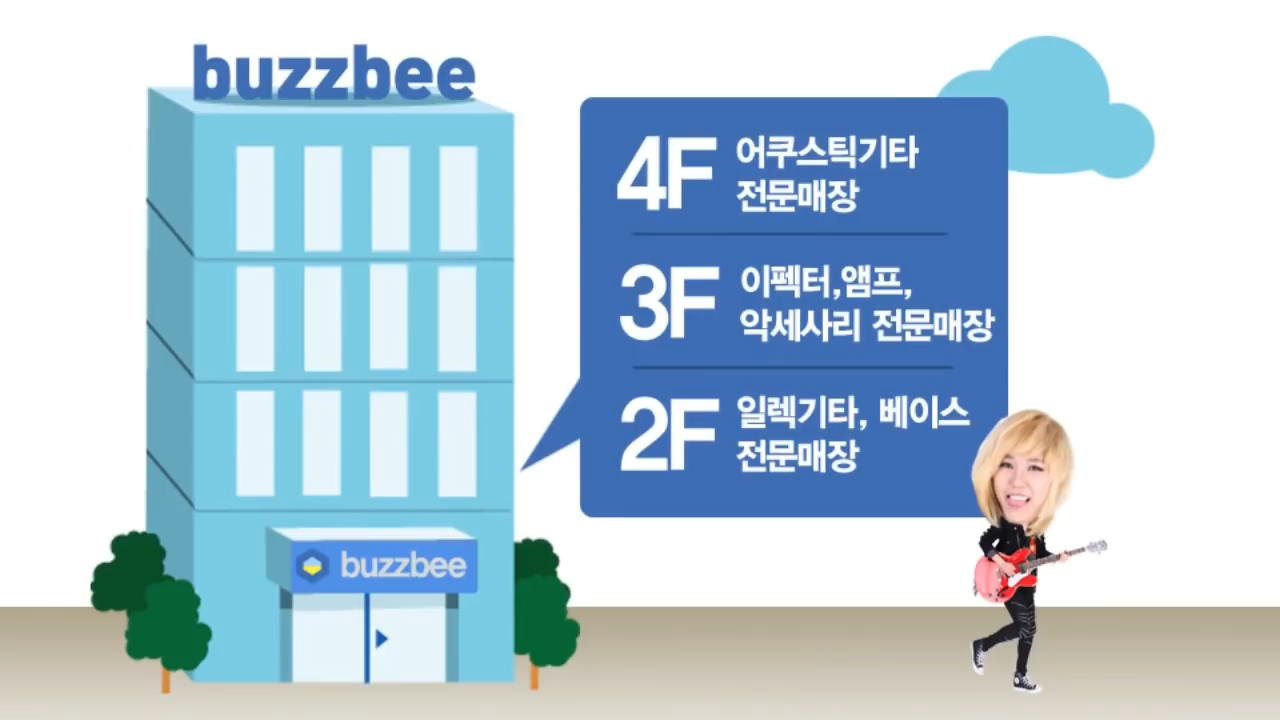 buzzbee
4F 어쿠스틱기타
전문매장
3F 이펙터,앰프,
악세사리 전문매장
2F 일렉기타, 베이스
전문매장
buzzbee